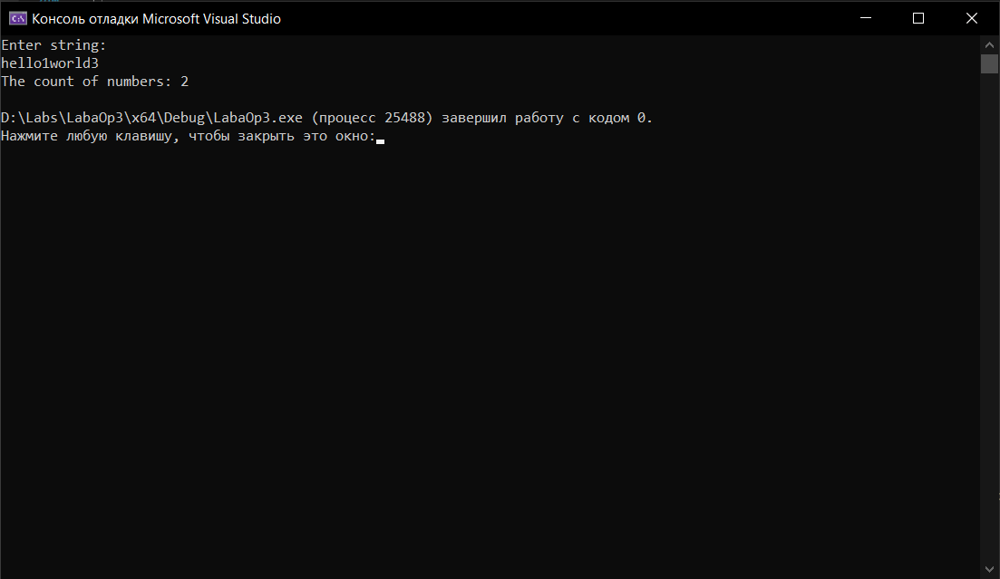 Консоль отладки Microsoft Visual Studio
Enter string:
hello1world3
The count of numbers: 2
D:\Labs\LabaOp3\x64\Debug\LabaOp3.exe (процесс 25488) завершил работу с кодом 0.
Нажмите любую клавишу, чтобы закрыть это окно: